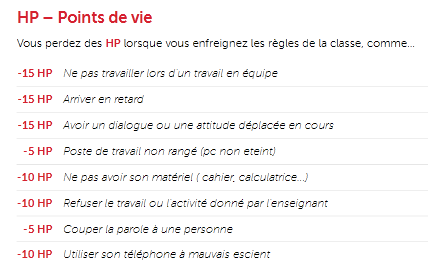 HP – Points de vie
Vous perdez des HP lorsque vous enfreignez les règles de la classe, comme...
-15 HP Ne pas travailler lors d'un travail en équipe
-15 HP Arriver en retard
-15 HP Avoir un dialogue ou une attitude déplacée en cours
-5 HP Poste de travail non rangé (pc non eteint)
-10 HP Ne pas avoir son matériel ( cahier, calculatrice...)
-10 HP Refuser le travail ou l'activité donné par l'enseignant
-5 HP Couper la parole à une personne
-10 HP Utiliser son téléphone à mauvais escient